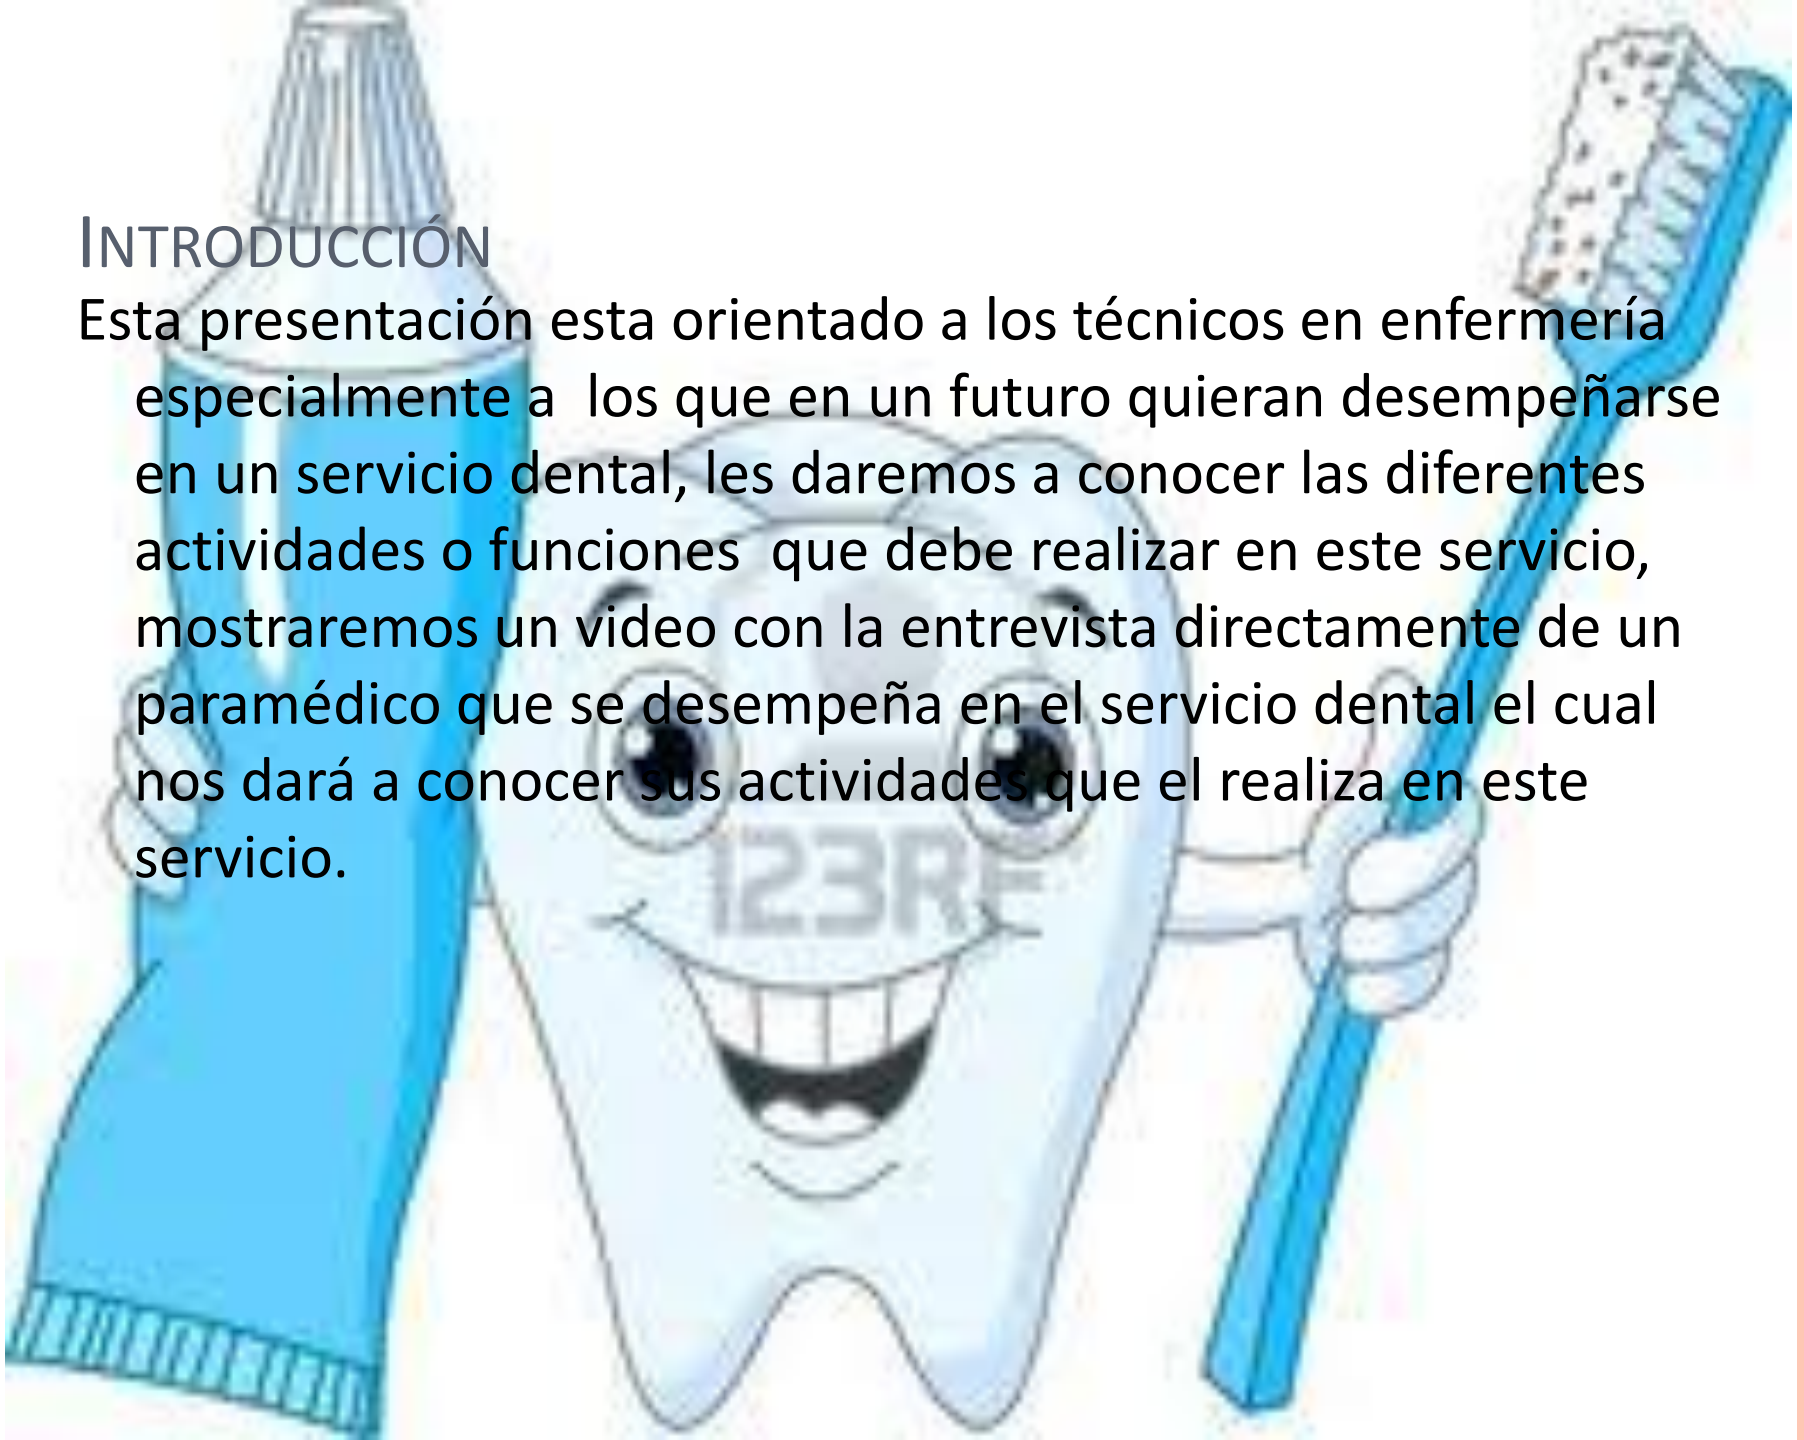 INTRODUCCIÓN
Esta presentación esta orientado a los técnicos en enfermería
especialmente a  los que en un futuro quieran desempeñarse
en un servicio dental, les daremos a conocer las diferentes
actividades o funciones  que debe realizar en este servicio,
mostraremos un video con la entrevista directamente de un
paramédico que se desempeña en el servicio dental el cual
nos dará a conocer sus actividades que el realiza en este
servicio.
123RF